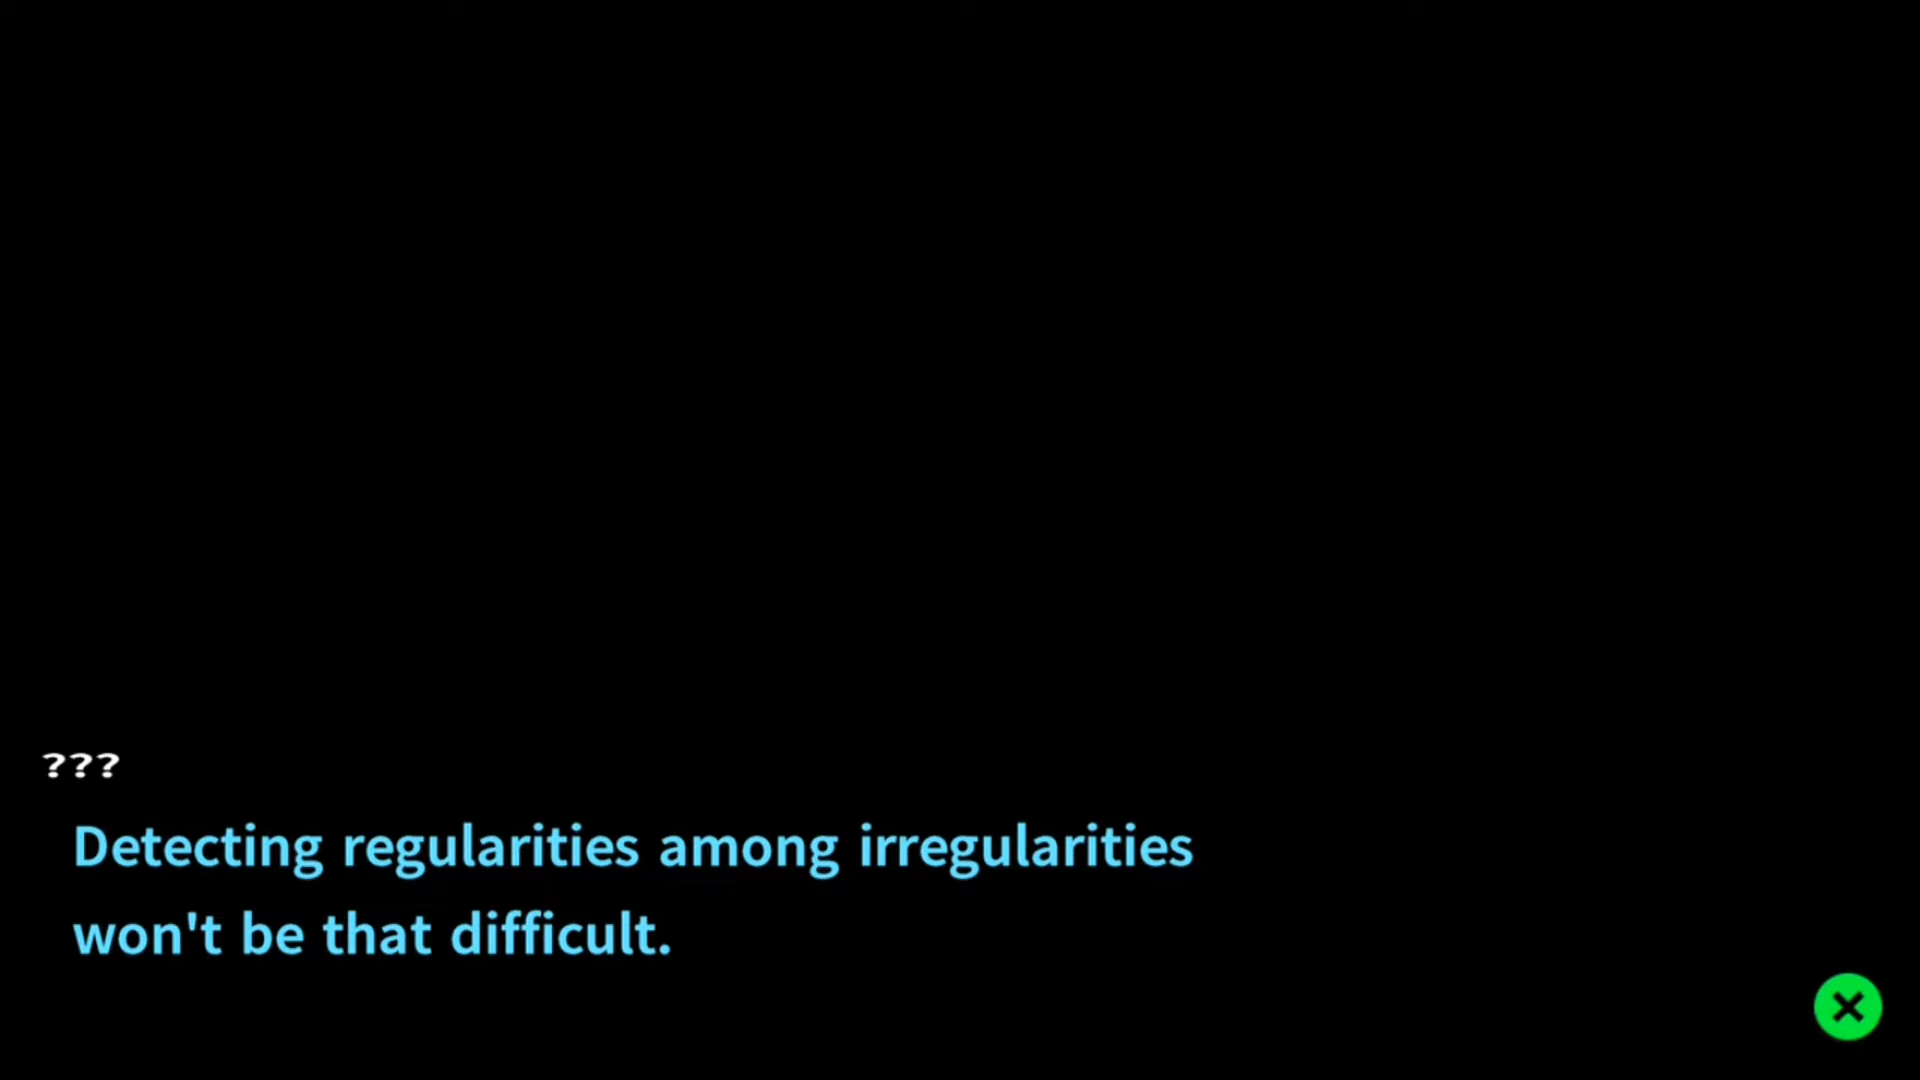 ???
Detecting regularities among irregularities
won't be that difficult.